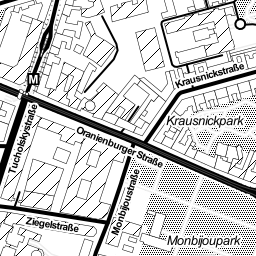 Krausnickstraße
M
Krausnickpark
Tucholskystraße
Oranienburger Straße
Monbijoustraße
Ziegelstraße
Monbijoupark